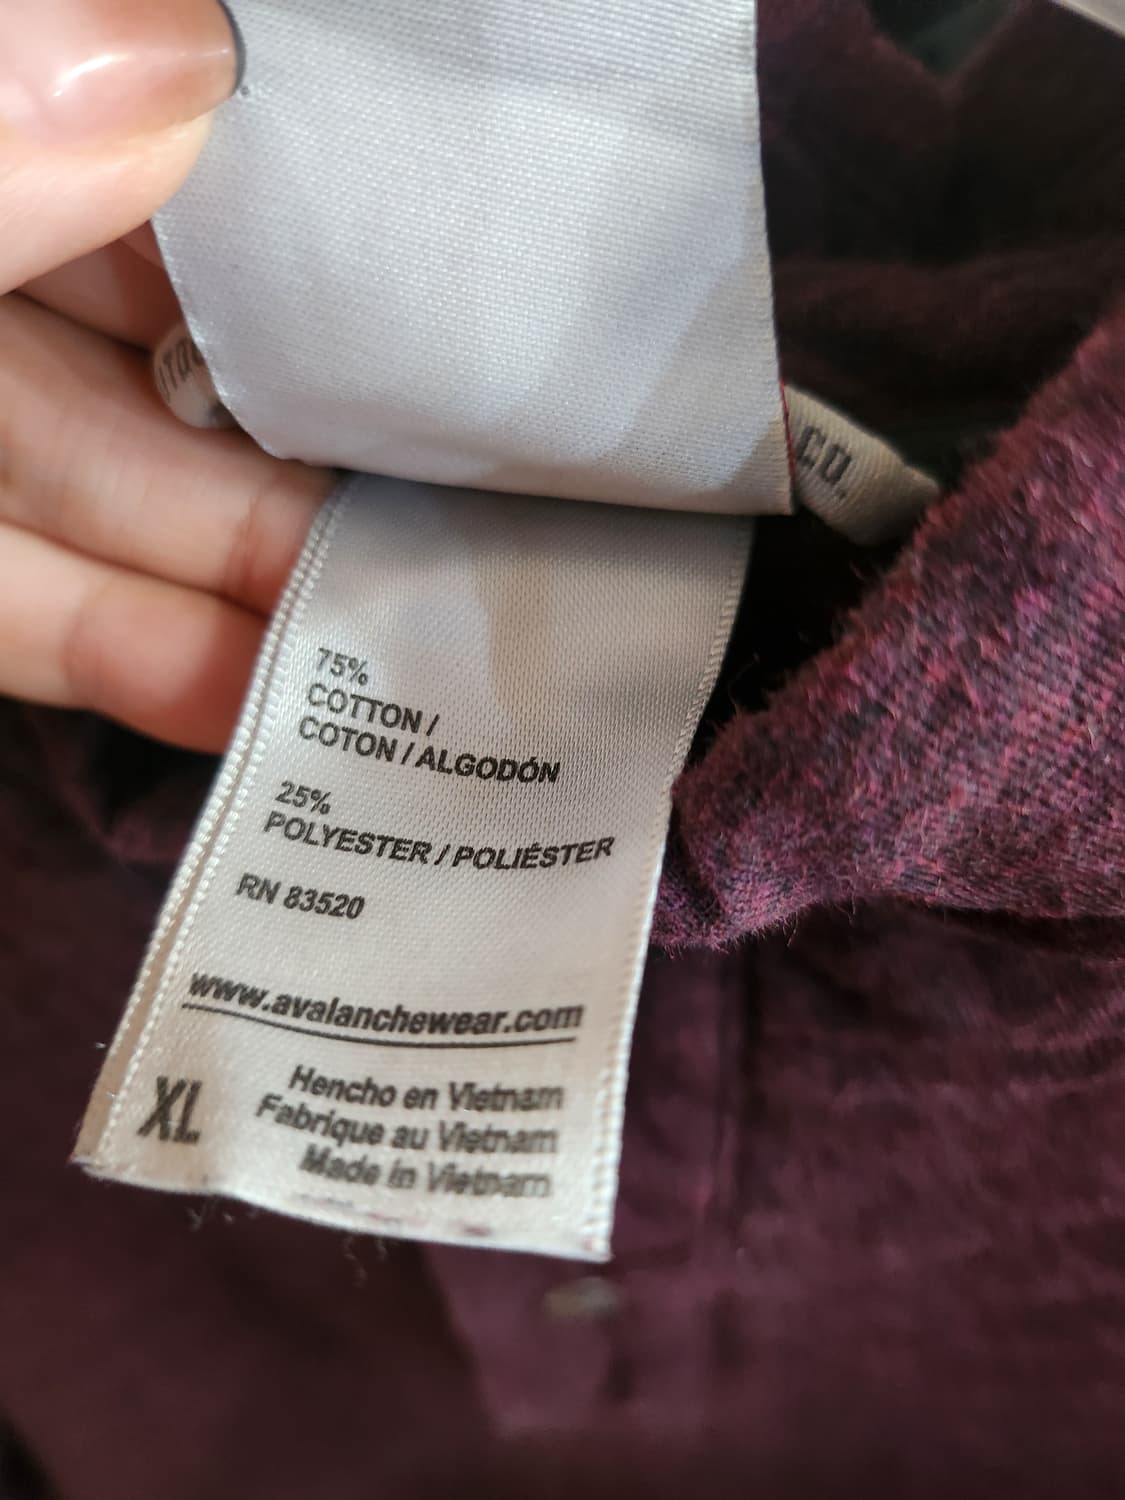 CO.
75%
COTTON /
COTON / ALGODÓN
25%
POLYESTER / POLIÉSTER
RN 83520
www.avalanchewear.com
XL
Hencho en Vietnam
Fabrique au Vietnam
Made in Vietnam